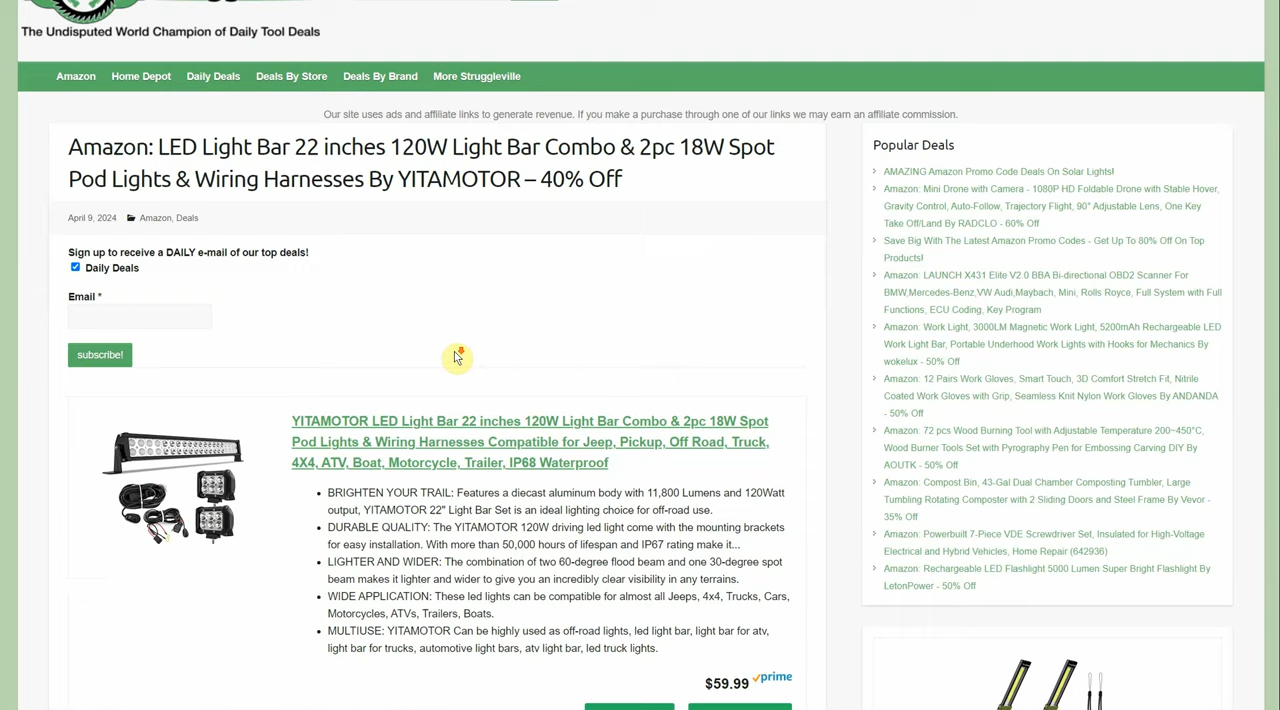 The Undisputed World Champion of Daily Tool Deals
Amazon Home Depot Daily Deals Deals By Store Deals By Brand More Struggleville
Our site uses ads and affiliate links to generate revenue. If you make a purchase through one of our links we may earn an affiliate commission.
Amazon: LED Light Bar 22 inches 120W Light Bar Combo & 2pc 18W Spot
Pod Lights & Wiring Harnesses By YITAMOTOR – 40% Off
April 9, 2024 Amazon, Deals
Sign up to receive a DAILY e-mail of our top deals!
Daily Deals
Email *
subscribe!
YITAMOTOR LED Light Bar 22 inches 120W Light Bar Combo & 2pc 18W Spot
Pod Lights & Wiring Harnesses Compatible for Jeep, Pickup, Off Road, Truck,
4X4, ATV, Boat, Motorcycle, Trailer, IP68 Waterproof
BRIGHTEN YOUR TRAIL: Features a diecast aluminum body with 11,800 Lumens and 120Watt
output, YITAMOTOR 22" Light Bar Set is an ideal lighting choice for off-road use.
DURABLE QUALITY: The YITAMOTOR 120W driving led light come with the mounting brackets
for easy installation. With more than 50,000 hours of lifespan and IP67 rating make it...
LIGHTER AND WIDER: The combination of two 60-degree flood beam and one 30-degree spot
beam makes it lighter and wider to give you an incredibly clear visibility in any terrains.
WIDE APPLICATION: These led lights can be compatible for almost all Jeeps, 4x4, Trucks, Cars,
Motorcycles, ATVs, Trailers, Boats.
MULTIUSE: YITAMOTOR Can be highly used as off-road lights, led light bar, light bar for atv,
light bar for trucks, automotive light bars, atv light bar, led truck lights.
$59.99 prime
Popular Deals
AMAZING Amazon Promo Code Deals On Solar Lights!
Amazon: Mini Drone with Camera - 1080P HD Foldable Drone with Stable Hover,
Gravity Control, Auto-Follow, Trajectory Flight, 90° Adjustable Lens, One Key
Take Off/Land By RADCLO - 60% Off
Save Big With The Latest Amazon Promo Codes - Get Up To 80% Off On Top
Products!
Amazon: LAUNCH X431 Elite V2.0 BBA Bi-directional OBD2 Scanner For
BMW,Mercedes-Benz,VW Audi,Maybach, Mini, Rolls Royce, Full System with Full
Functions, ECU Coding, Key Program
Amazon: Work Light, 3000LM Magnetic Work Light, 5200mAh Rechargeable LED
Work Light Bar, Portable Underhood Work Lights with Hooks for Mechanics By
wokelux - 50% Off
Amazon: 12 Pairs Work Gloves, Smart Touch, 3D Comfort Stretch Fit, Nitrile
Coated Work Gloves with Grip, Seamless Knit Nylon Work Gloves By ANDANDA
- 50% Off
Amazon: 72 pcs Wood Burning Tool with Adjustable Temperature 200~450°C,
Wood Burner Tools Set with Pyrography Pen for Embossing Carving DIY By
AOUTK - 50% Off
Amazon: Compost Bin, 43-Gal Dual Chamber Composting Tumbler, Large
Tumbling Rotating Composter with 2 Sliding Doors and Steel Frame By Vevor -
35% Off
Amazon: Powerbuilt 7-Piece VDE Screwdriver Set, Insulated for High-Voltage
Electrical and Hybrid Vehicles, Home Repair (642936)
Amazon: Rechargeable LED Flashlight 5000 Lumen Super Bright Flashlight By
LetonPower - 50% Off